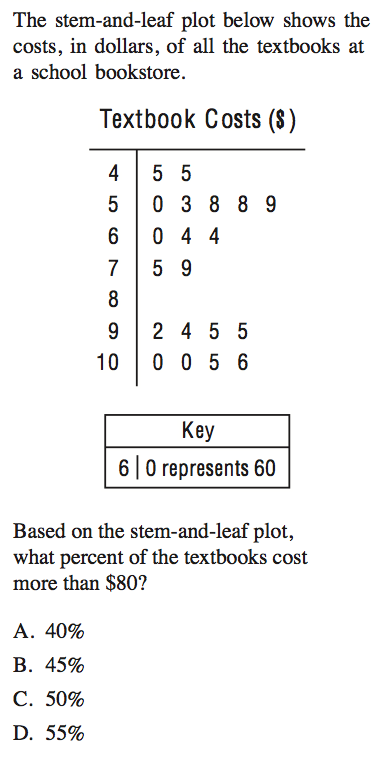 The stem-and-leaf plot below shows the
costs, in dollars, of all the textbooks at
a school bookstore.
Textbook Costs ($)
4 | 5 5
5 | 0 3 8 8 9
6 | 0 4 4
7 | 5 9
8 |
9 | 2 4 5 5
10 | 0 0 5 6
Key
6 | 0 represents 60
Based on the stem-and-leaf plot,
what percent of the textbooks cost
more than $80?
A. 40%
B. 45%
C. 50%
D. 55%